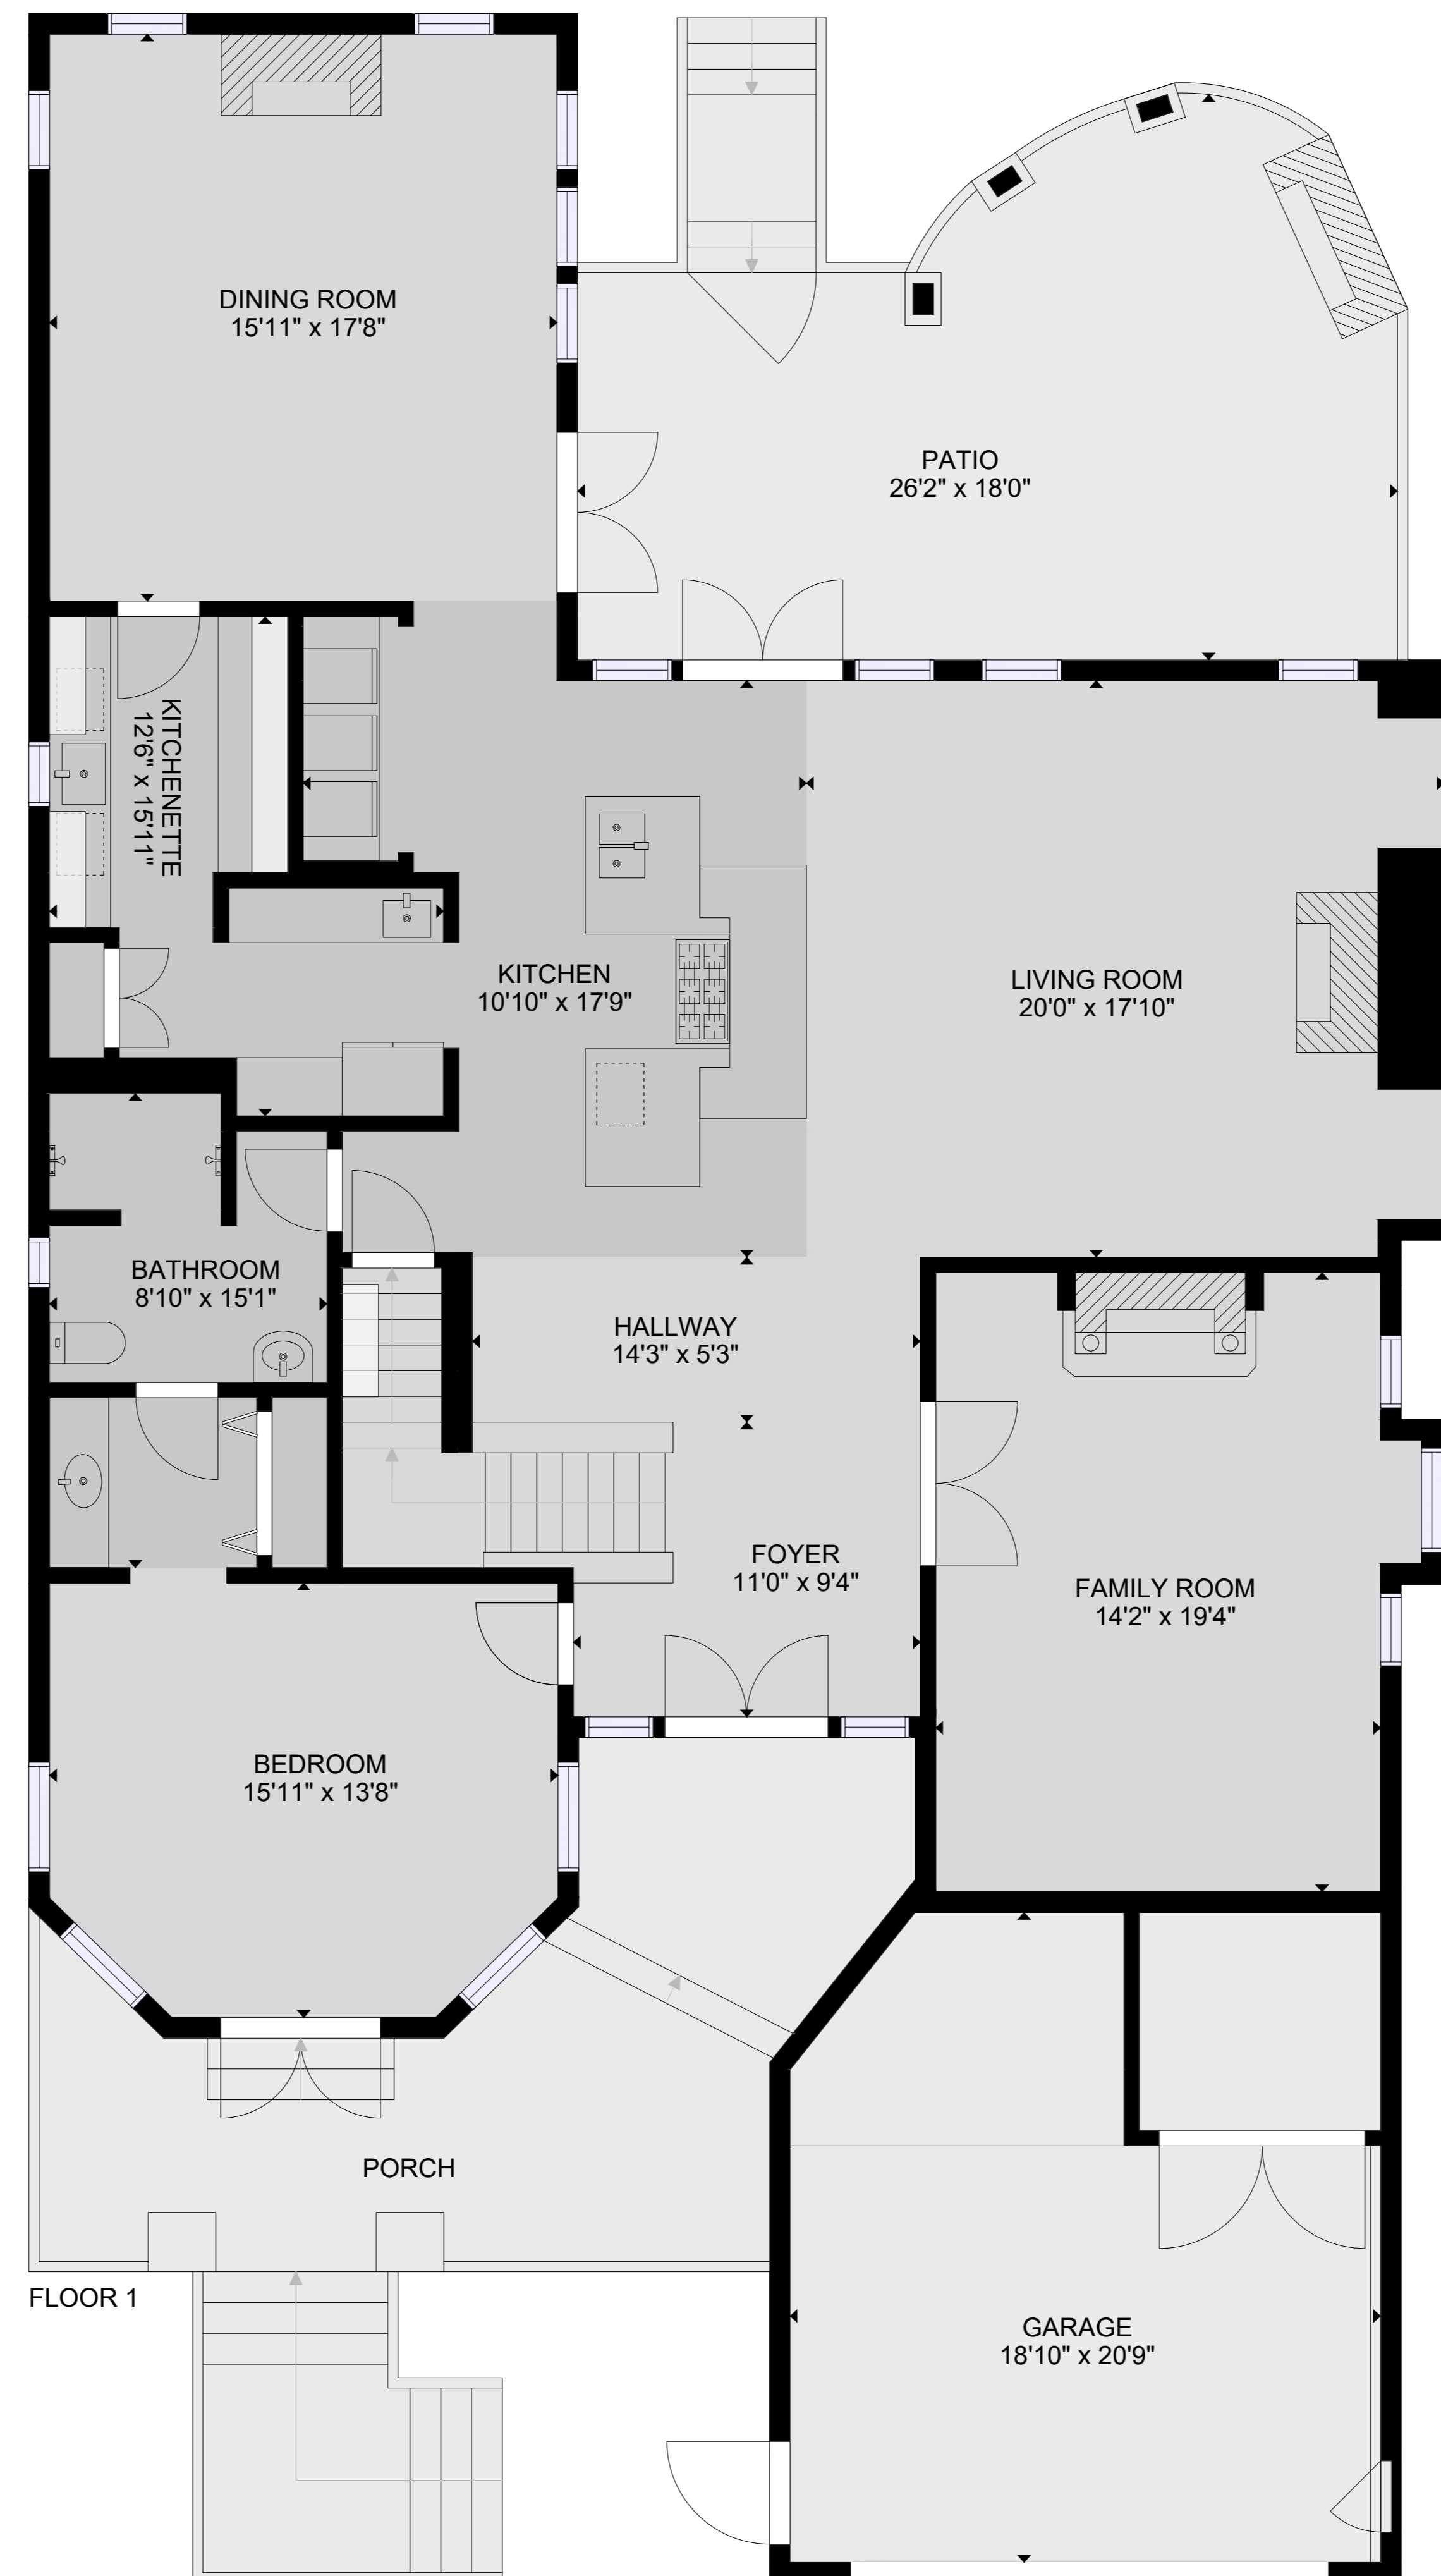 DINING ROOM
15'11" x 17'8"
PATIO
26'2" x 18'0"
KITCHENETTE
12'6" x 15'11"
KITCHEN
10'10" x 17'9"
LIVING ROOM
20'0" x 17'10"
BATHROOM
8'10" x 15'1"
HALLWAY
14'3" x 5'3"
FOYER
11'0" x 9'4"
FAMILY ROOM
14'2" x 19'4"
BEDROOM
15'11" x 13'8"
PORCH
FLOOR 1
GARAGE
18'10" x 20'9"